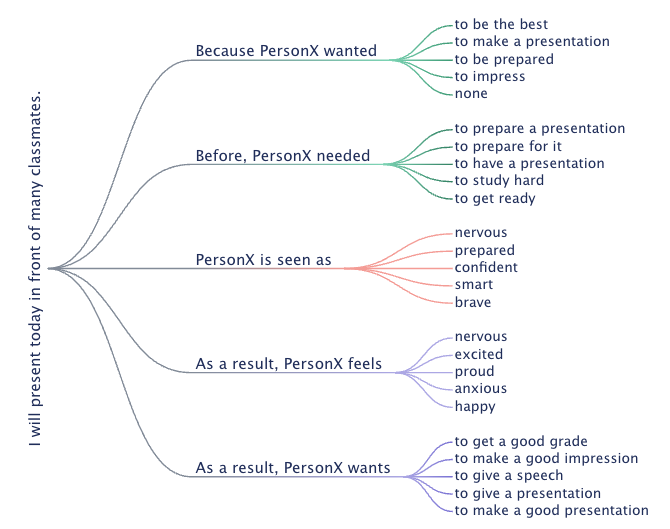 I will present today in front of many classmates.
Because PersonX wanted
to be the best
to make a presentation
to be prepared
to impress
none
Before, PersonX needed
to prepare a presentation
to prepare for it
to have a presentation
to study hard
to get ready
PersonX is seen as
nervous
prepared
confident
smart
brave
As a result, PersonX feels
nervous
excited
proud
anxious
happy
As a result, PersonX wants
to get a good grade
to make a good impression
to give a speech
to give a presentation
to make a good presentation